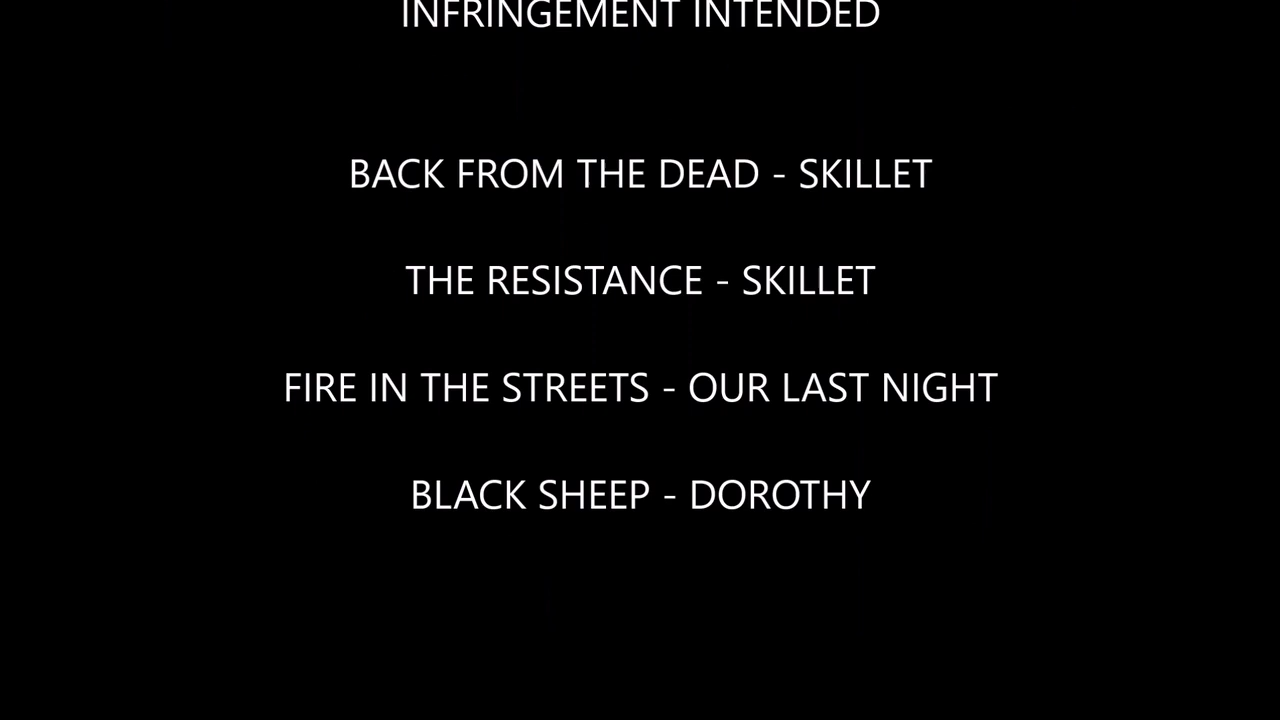 INFRINGEMENT INTENDED
BACK FROM THE DEAD - SKILLET
THE RESISTANCE - SKILLET
FIRE IN THE STREETS - OUR LAST NIGHT
BLACK SHEEP - DOROTHY